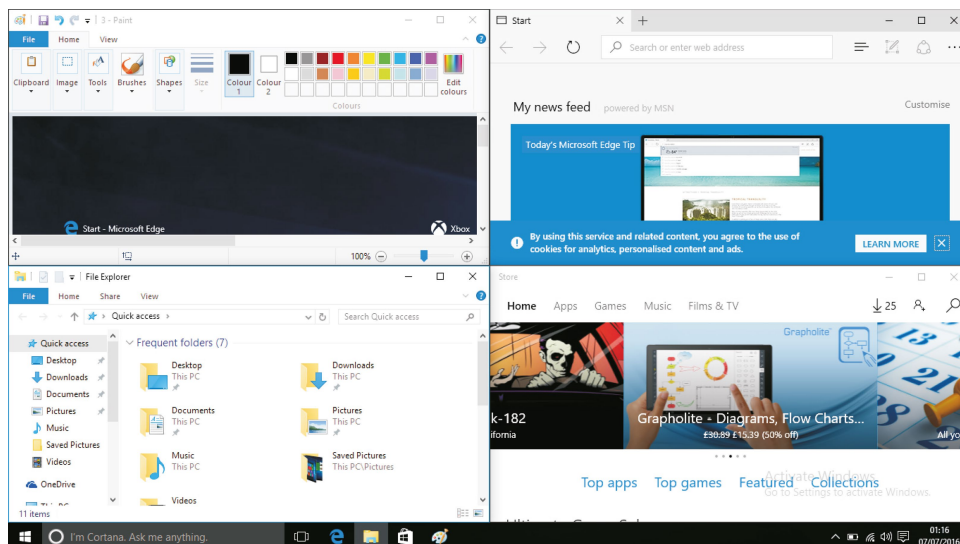 3 - Paint
File
Home
View
Clipboard
Image
Tools
Brushes
Shapes
Size
Colour 1
Colour 2
Edit colours
Colours
Start - Microsoft Edge
Xbox
100%
Start
Search or enter web address
My news feed
powered by MSN
Customise
Today's Microsoft Edge Tip
By using this service and related content, you agree to the use of
cookies for analytics, personalised content and ads.
LEARN MORE
File Explorer
File
Home
Share
View
Quick access
Search Quick access
Quick access
Desktop
Downloads
Documents
Pictures
Music
Saved Pictures
Videos
OneDrive
This PC
Frequent folders (7)
Desktop
This PC
Downloads
This PC
Documents
This PC
Pictures
This PC
Music
This PC
Saved Pictures
This PC\Pictures
Videos
11 items
Store
Home
Apps
Games
Music
Films & TV
25
k-182
ifornia
Grapholite
Grapholite - Diagrams, Flow Charts...
£30.89 £15.39 (50% off)
13
21
28
All yo
Top apps
Top games
Featured
Collections
Activate Windows
Go to Settings to activate Windows.
I'm Cortana. Ask me anything.
01:16
07/07/2016